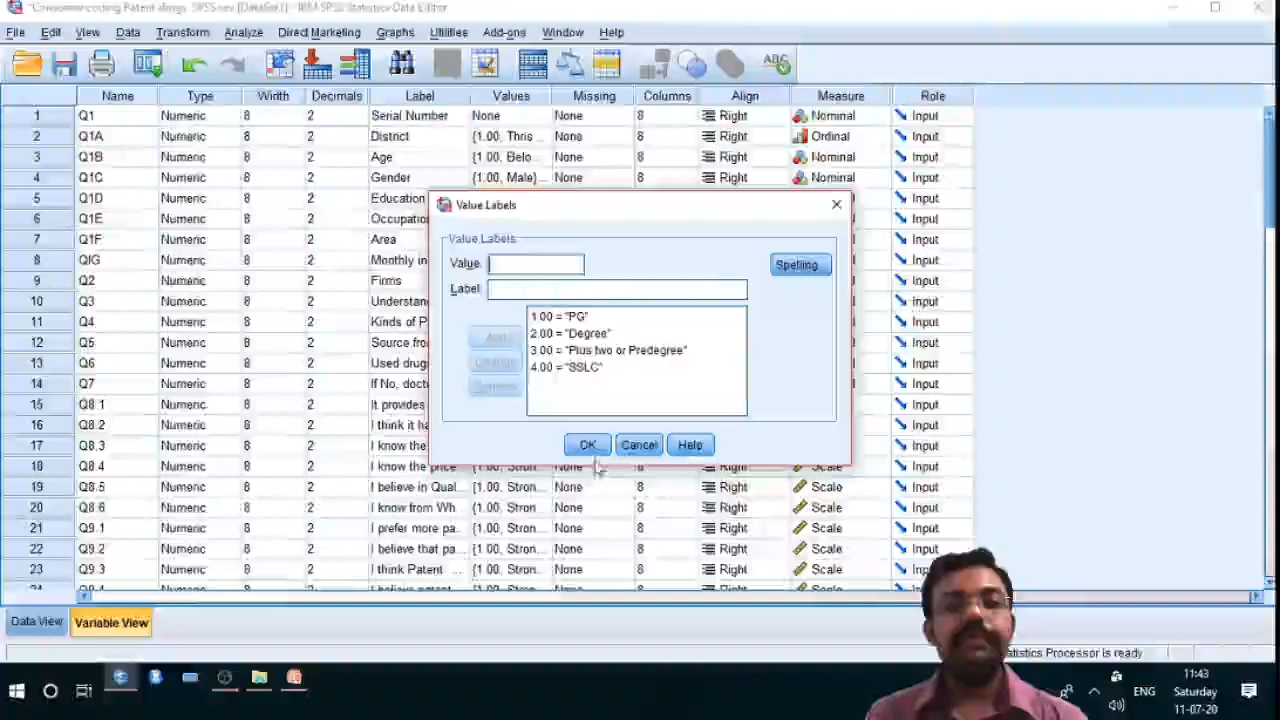 IBM SPSS Statistics Data Editor
File Edit View Data Transform Analyze Direct Marketing Graphs Utilities Add-ons Window Help
ABC
Name Type Width Decimals Label Values Missing Columns Align Measure Role
1 Q1 Numeric 8 2 Serial Number None None 8 Right Nominal Input
2 Q1A Numeric 8 2 District {1.00, Thris... None 8 Right Ordinal Input
3 Q1B Numeric 8 2 Age {1.00, Belo... None 8 Right Nominal Input
4 Q1C Numeric 8 2 Gender {1.00, Male}... None 8 Right Nominal Input
5 Q1D Numeric 8 2 Education Input
6 Q1E Numeric 8 2 Occupatio Input
7 Q1F Numeric 8 2 Area Input
8 QIG Numeric 8 2 Monthly in Input
9 Q2 Numeric 8 2 Firms Input
10 Q3 Numeric 8 2 Understan Input
11 Q4 Numeric 8 2 Kinds of P Input
12 Q5 Numeric 8 2 Source fro Input
13 Q6 Numeric 8 2 Used drug Input
14 Q7 Numeric 8 2 If No, doct Input
15 Q8.1 Numeric 8 2 It provides Input
16 Q8.2 Numeric 8 2 I think it ha Input
17 Q8.3 Numeric 8 2 I know the Input
18 Q8.4 Numeric 8 2 I know the price {1.00, Stron... None 8 Right Scale Input
19 Q8.5 Numeric 8 2 I believe in Qual... {1.00, Stron... None 8 Right Scale Input
20 Q8.6 Numeric 8 2 I know from Wh... {1.00, Stron... None 8 Right Scale Input
21 Q9.1 Numeric 8 2 I prefer more pa... {1.00, Stron... None 8 Right Scale Input
22 Q9.2 Numeric 8 2 I believe that pa... {1.00, Stron... None 8 Right Scale Input
23 Q9.3 Numeric 8 2 I think Patent ... {1.00, Stron... None 8 Right Scale Input
Value Labels
Value Labels
Value:
Spelling...
Label:
Add
Change
Remove
1.00 = "PG"
2.00 = "Degree"
3.00 = "Plus two or Predegree"
4.00 = "SSLC"
OK Cancel Help
Data View Variable View
tatistics Processor is ready
ENG
11:43
Saturday
11-07-20